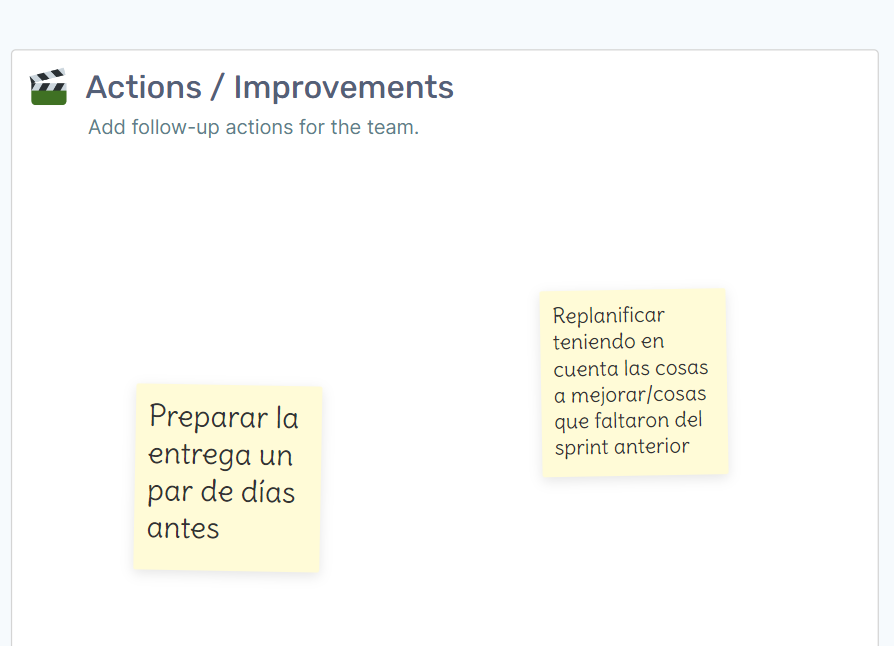 Actions / Improvements
Add follow-up actions for the team.
Replanificar
teniendo en
cuenta las cosas
a mejorar/cosas
que faltaron del
sprint anterior
Preparar la
entrega un
par de días
antes